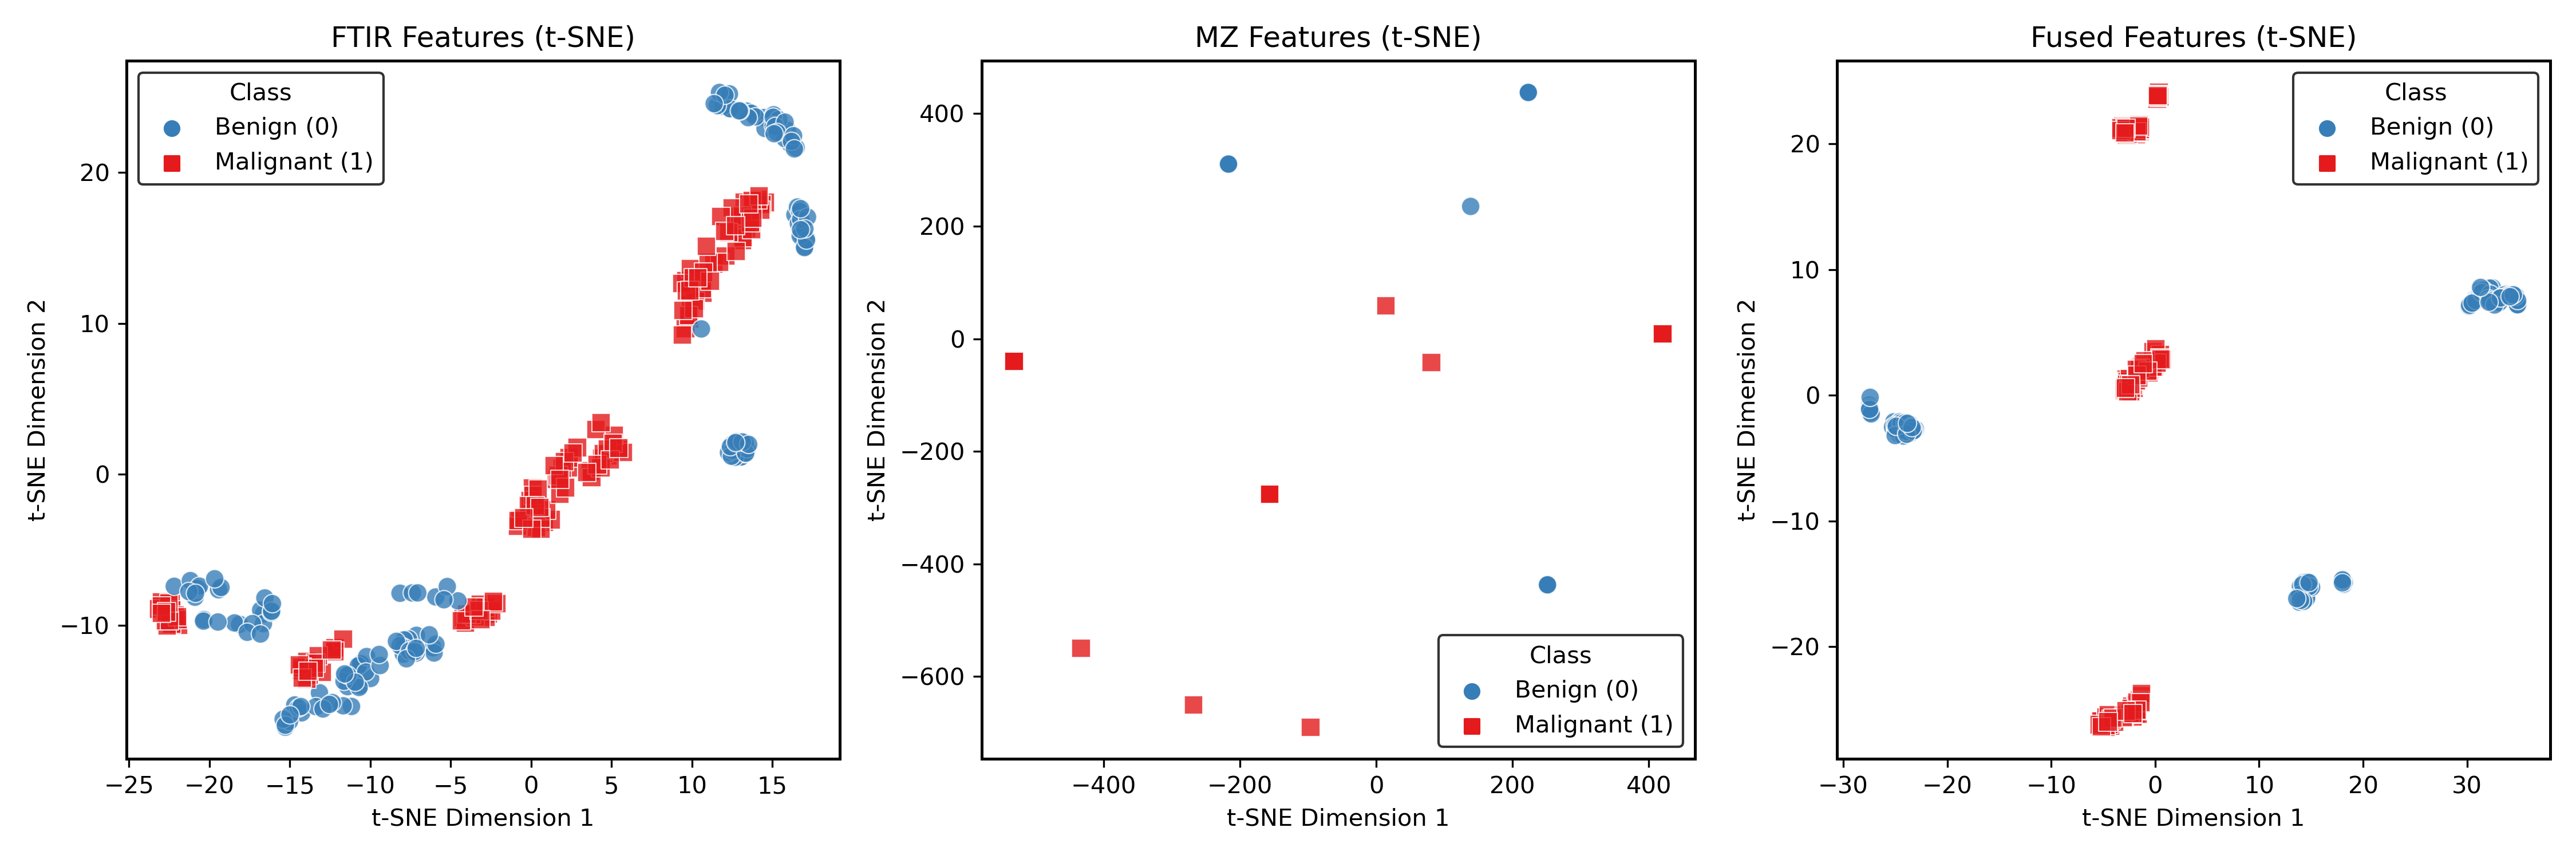 FTIR Features (t-SNE)
Class
Benign (0)
Malignant (1)
20
10
0
−10
t-SNE Dimension 2
−25 −20 −15 −10 −5 0 5 10 15
t-SNE Dimension 1
MZ Features (t-SNE)
400
200
0
−200
−400
−600
t-SNE Dimension 2
Class
Benign (0)
Malignant (1)
−400 −200 0 200 400
t-SNE Dimension 1
Fused Features (t-SNE)
Class
Benign (0)
Malignant (1)
20
10
0
−10
−20
t-SNE Dimension 2
−30 −20 −10 0 10 20 30
t-SNE Dimension 1